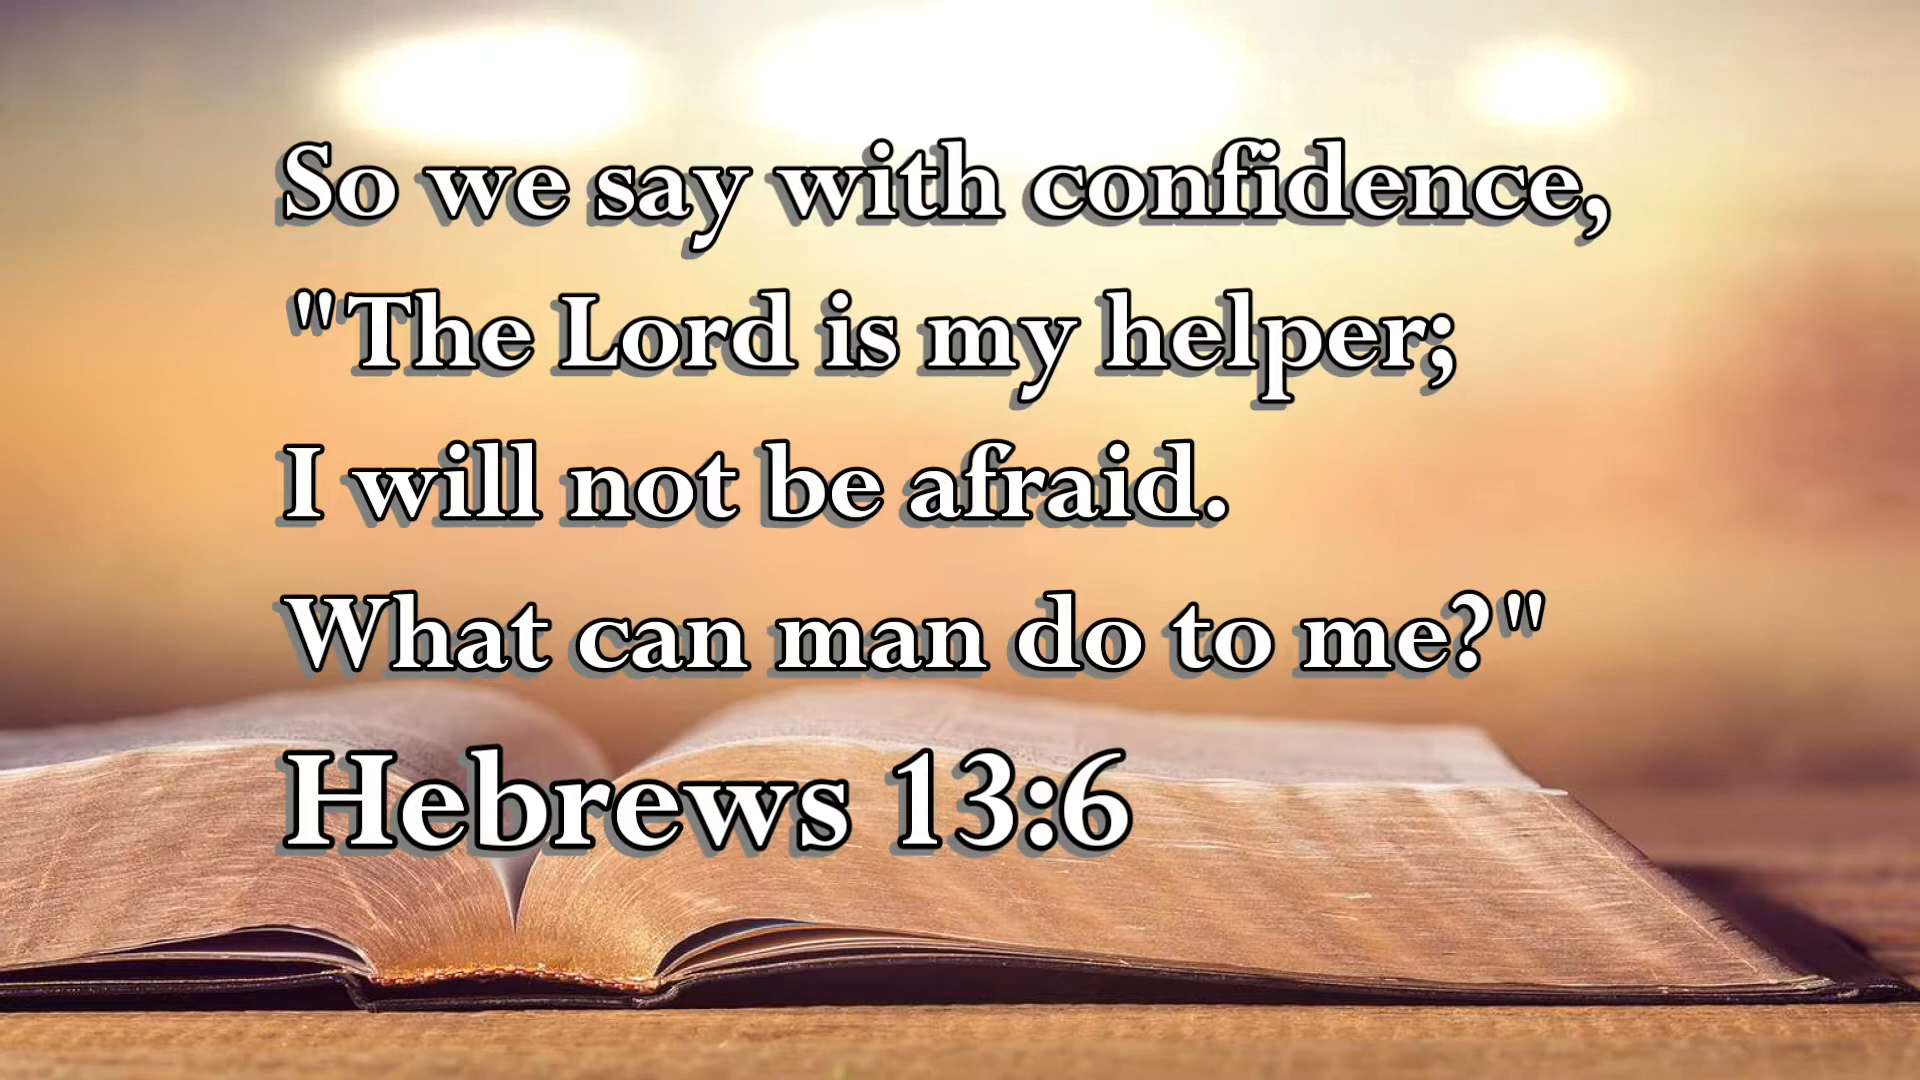 So we say with confidence,
"The Lord is my helper;
I will not be afraid.
What can man do to me?"
Hebrews 13:6